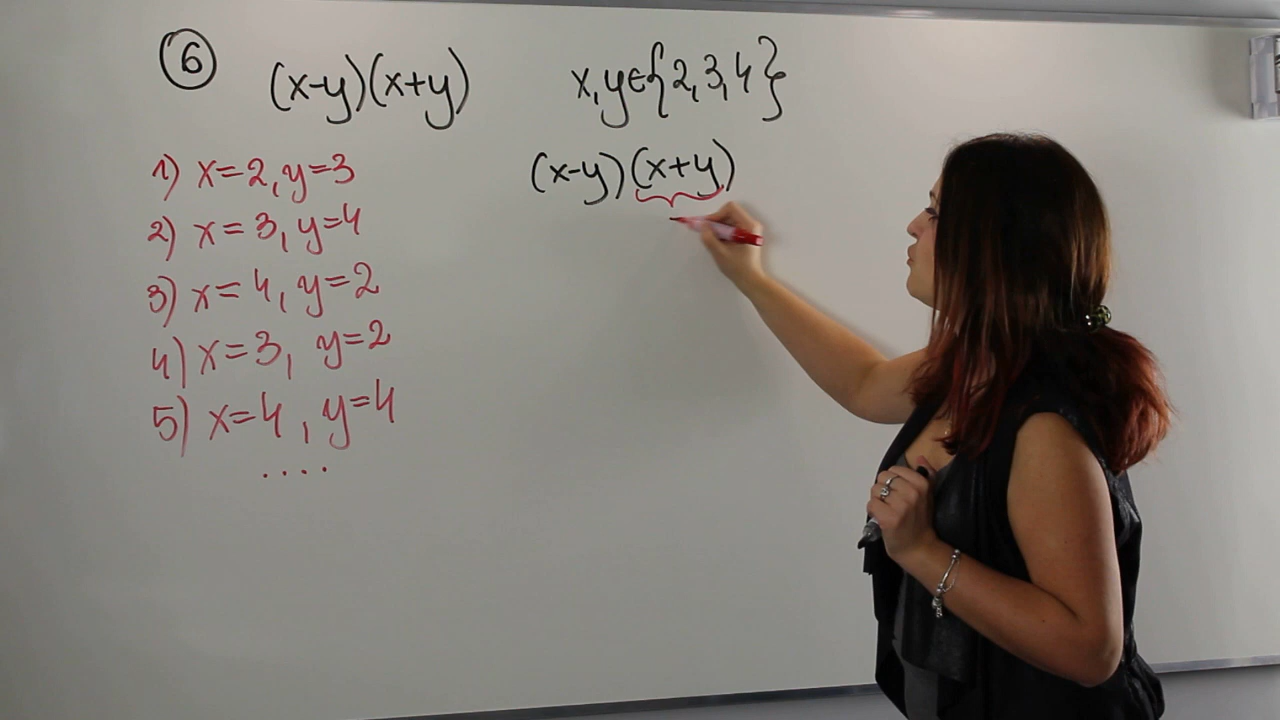 ⑥ (x-y)(x+y) x,y∈{2,3,4}
(x-y)(x+y)
1) x=2,y=3
2) x=3,y=4
3) x=4,y=2
4) x=3, y=2
5) x=4, y=4
....